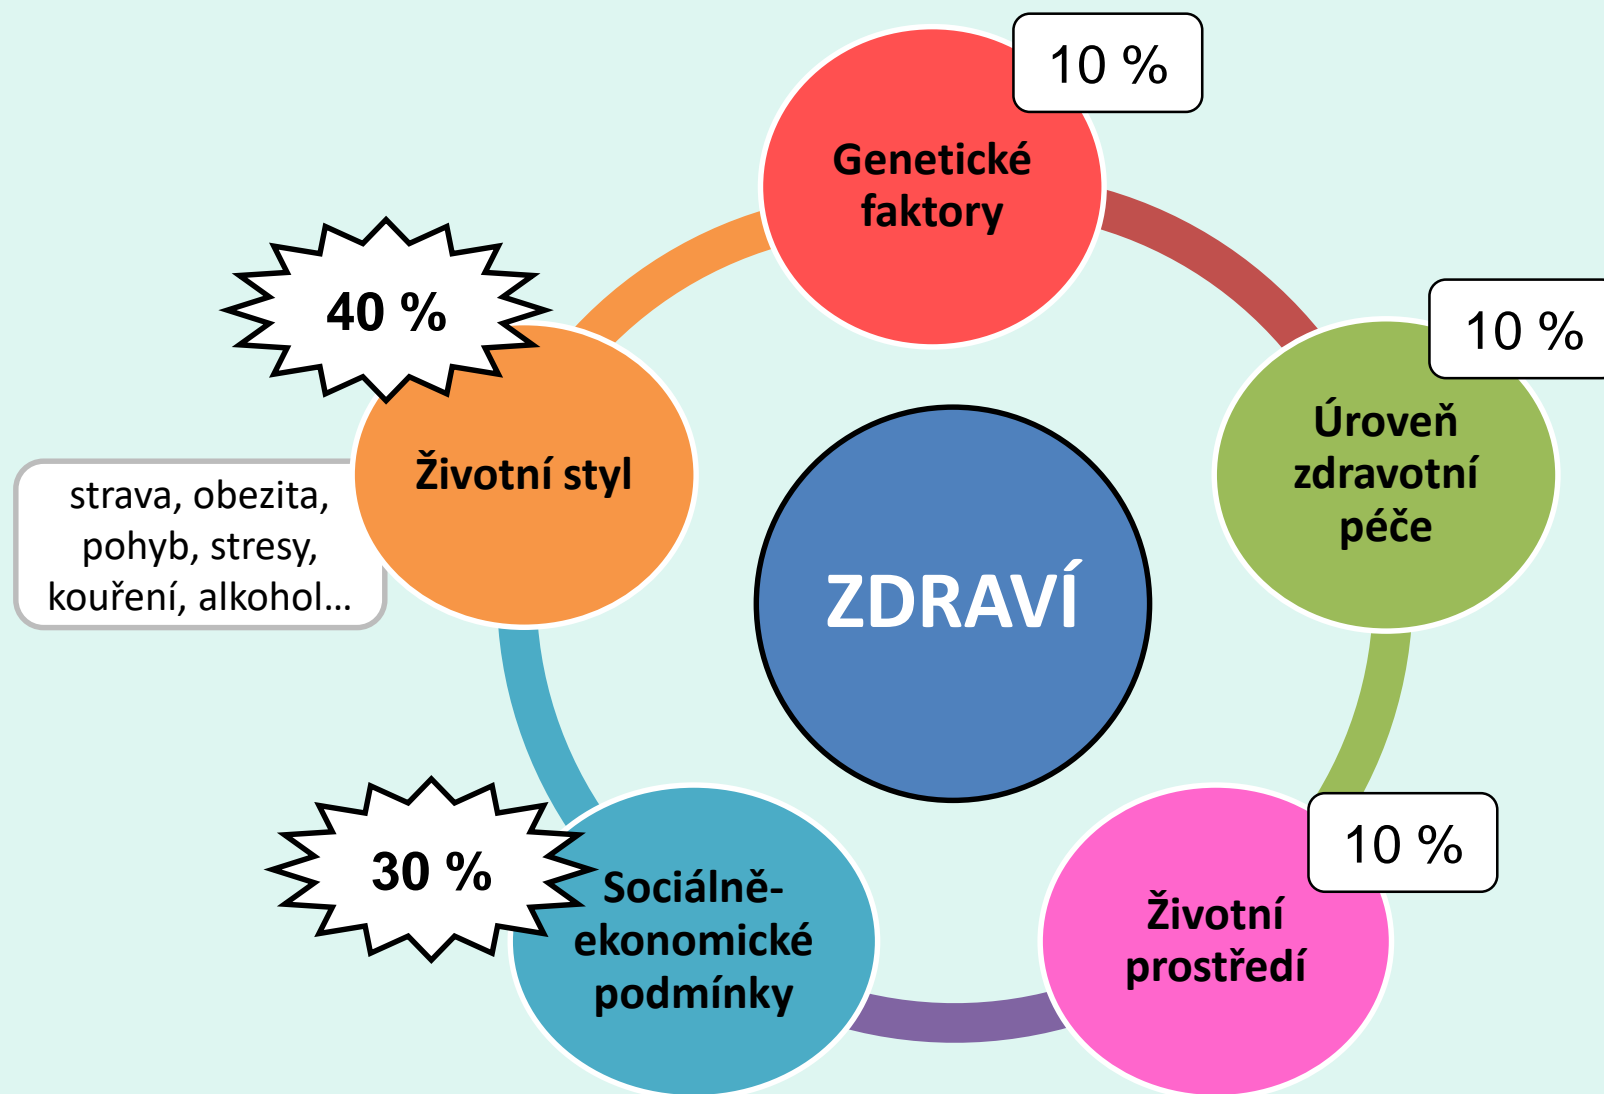 10 %
Genetické
faktory
40 %
10 %
Životní styl
Úroveň
zdravotní
péče
strava, obezita,
pohyb, stresy,
kouření, alkohol…
ZDRAVÍ
30 %
Sociálně-
ekonomické
podmínky
10 %
Životní
prostředí